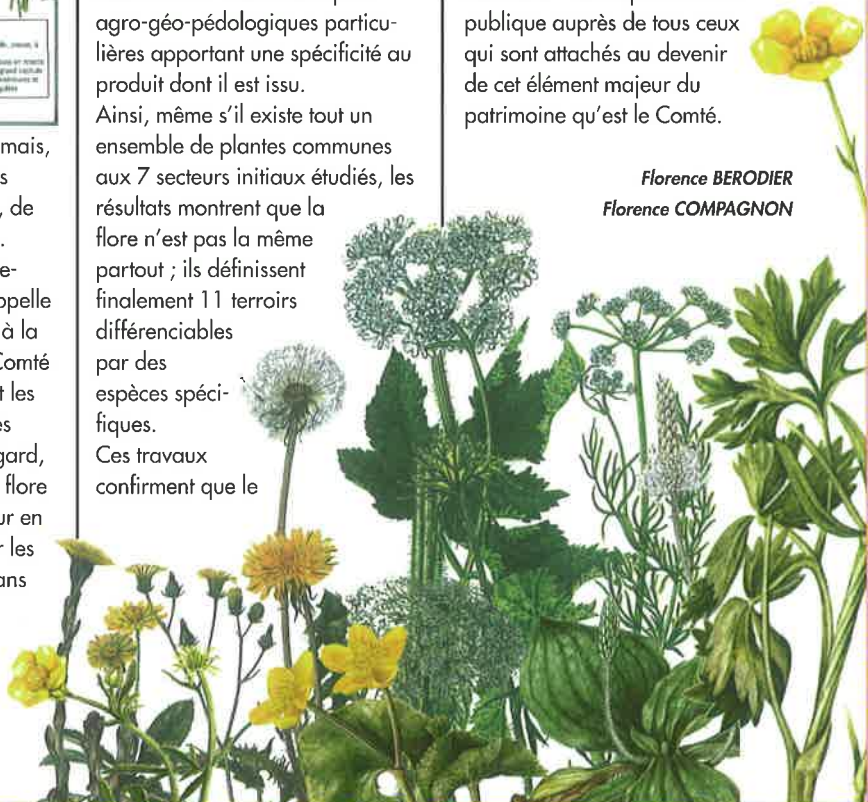 mais,
s
, de
.
e-
ppelle
à la
Comté
t les
es
gard,
flore
ur en
r les
ans
agro-géo-pédologiques particu-
lières apportant une spécificité au
produit dont il est issu.
Ainsi, même s'il existe tout un
ensemble de plantes communes
aux 7 secteurs initiaux étudiés, les
résultats montrent que la
flore n'est pas la même
partout ; ils définissent
finalement 11 terroirs
différenciables
par des
espèces spéci-
fiques.
Ces travaux
confirment que le
publique auprès de tous ceux
qui sont attachés au devenir
de cet élément majeur du
patrimoine qu'est le Comté.
Florence BERODIER
Florence COMPAGNON